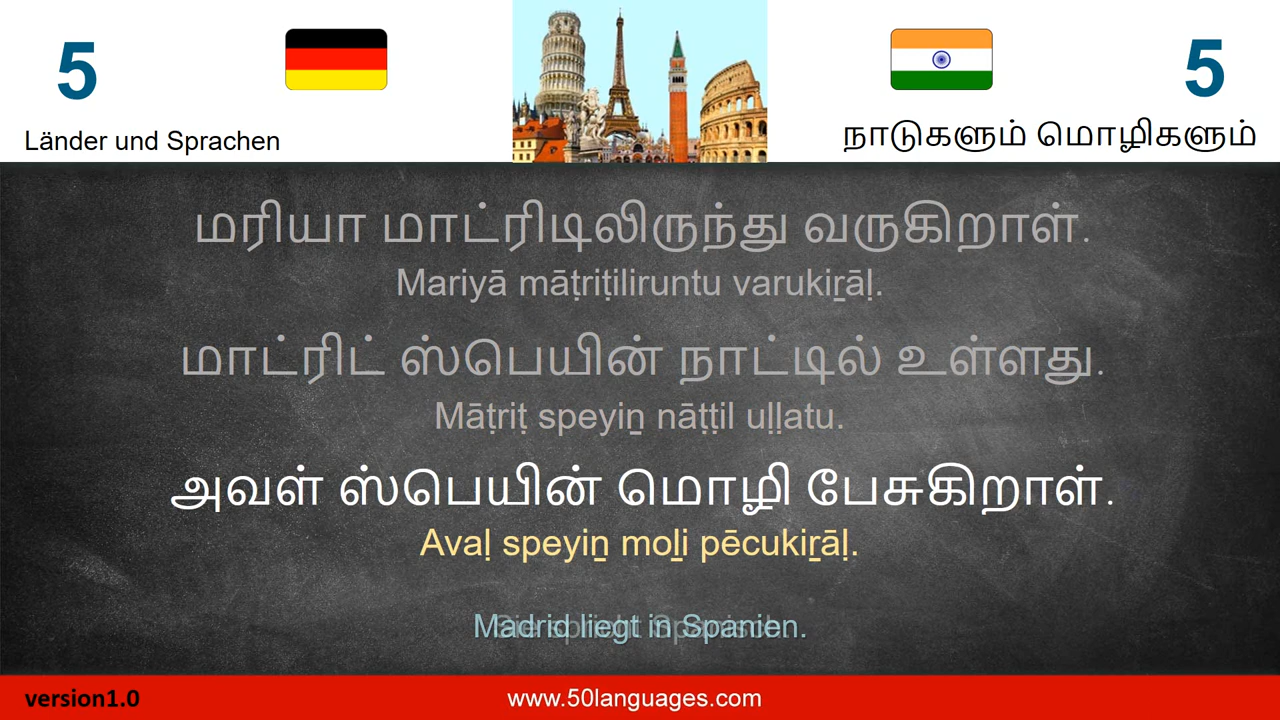 5
5
Länder und Sprachen
நாடுகளும் மொழிகளும்
மரியா மாட்ரிடிலிருந்து வருகிறாள்.
Mariyā māṭriṭiliruntu varukiṟāḷ.
மாட்ரிட் ஸ்பெயின் நாட்டில் உள்ளது.
Māṭriṭ speyiṉ nāṭṭil uḷḷatu.
அவள் ஸ்பெயின் மொழி பேசுகிறாள்.
Avaḷ speyiṉ moḻi pēcukiṟāḷ.
Madrid liegt in Spanien.
version1.0
www.50languages.com